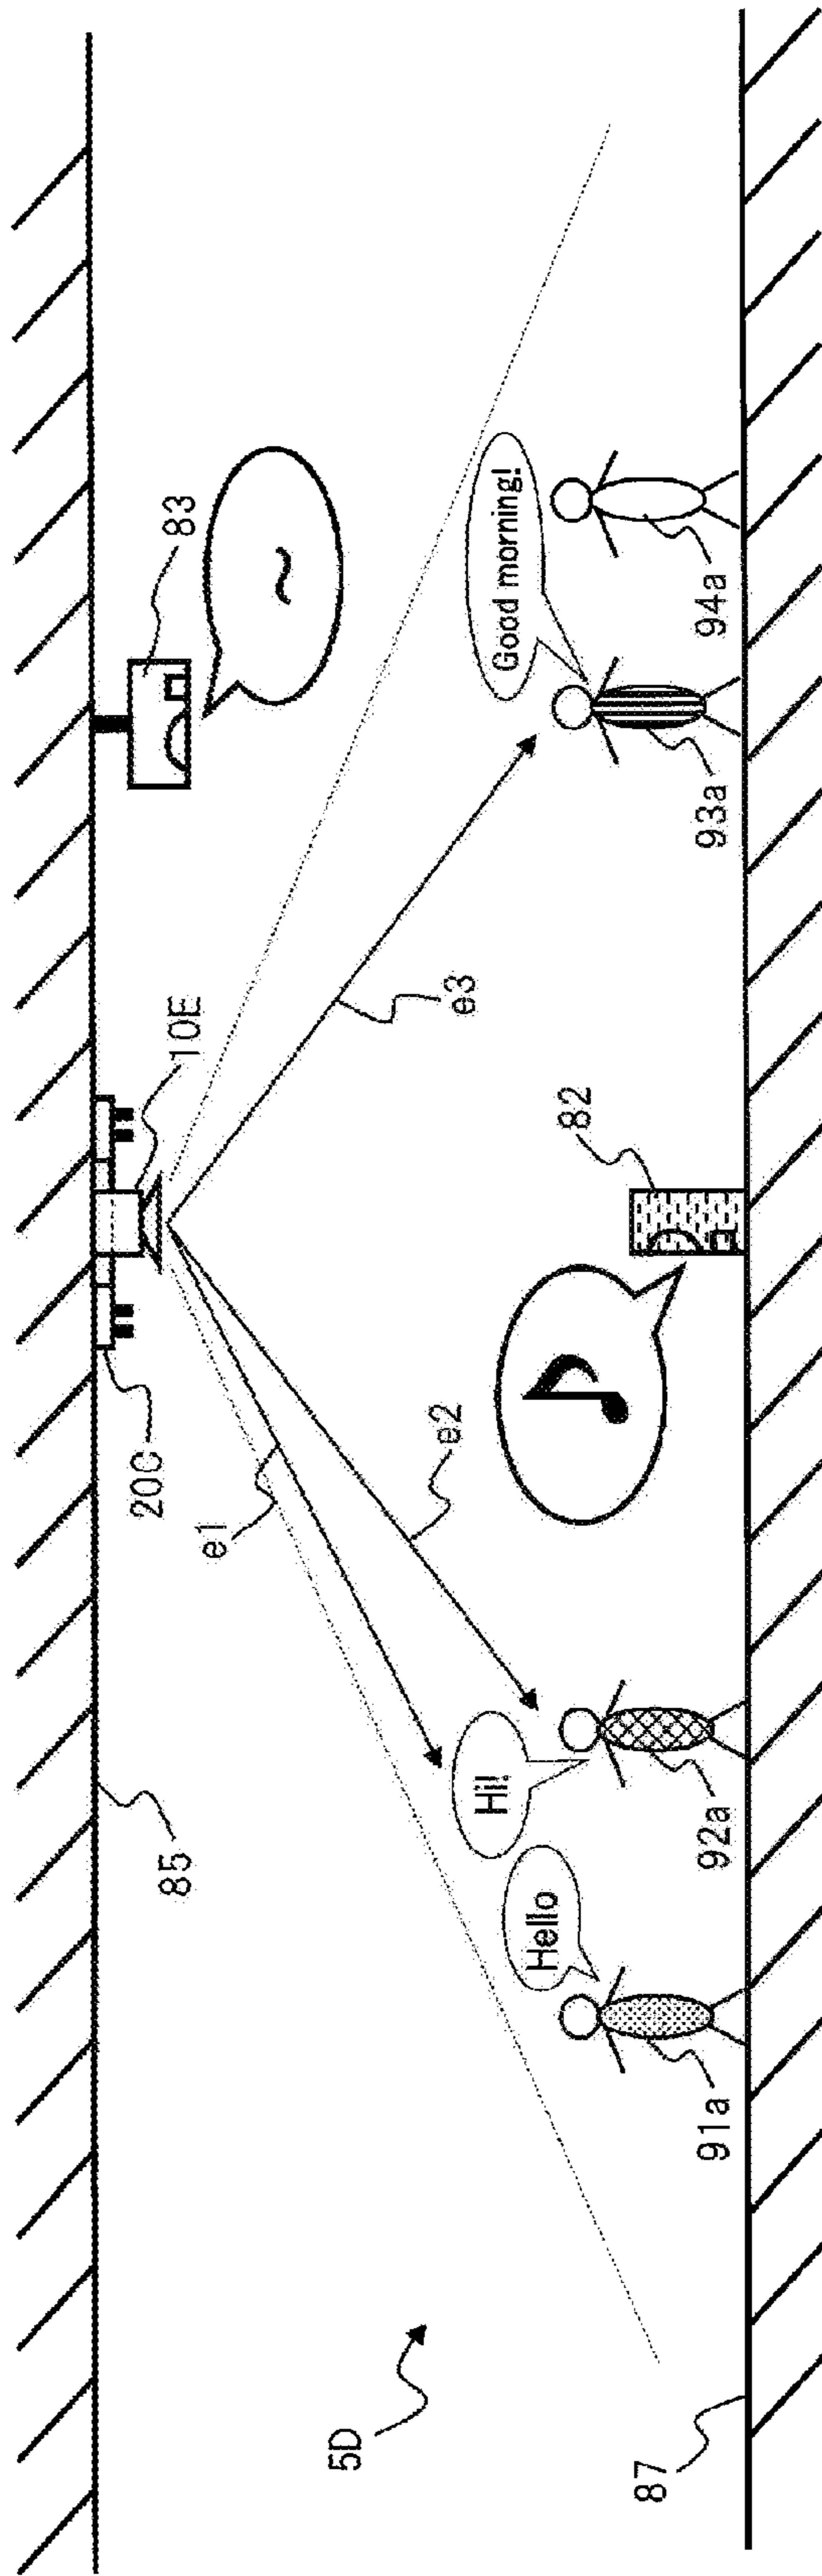 20C
85
10E
83
e1
~
5D
e2
e3
Hi!
Good morning!
Hello
82
87
91a
92a
93a
94a